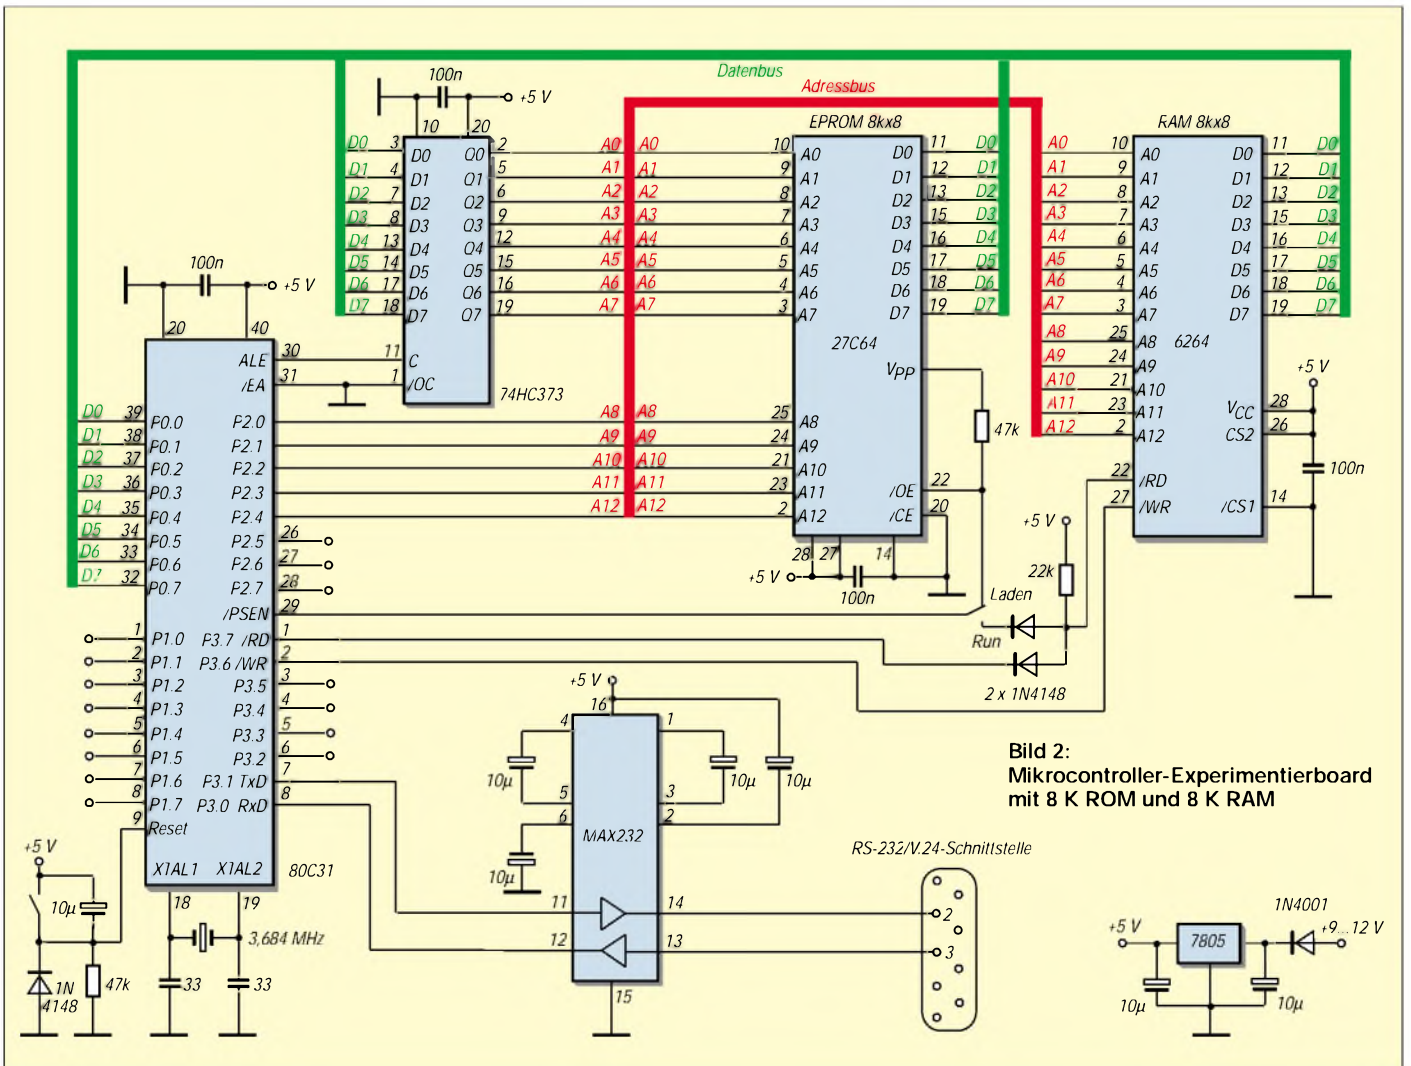 Datenbus
Adressbus
100n
+5 V
10
20
EPROM 8kx8
RAM 8kx8
D0 3 D0 Q0 2 A0 A0 10 A0 D0 11 D0 A0 10 A0 D0 11 D0
D1 4 D1 Q1 5 A1 A1 9 A1 D1 12 D1 A1 9 A1 D1 12 D1
D2 7 D2 Q2 6 A2 A2 8 A2 D2 13 D2 A2 8 A2 D2 13 D2
D3 8 D3 Q3 9 A3 A3 7 A3 D3 15 D3 A3 7 A3 D3 15 D3
D4 13 D4 Q4 12 A4 A4 6 A4 D4 16 D4 A4 6 A4 D4 16 D4
D5 14 D5 Q5 15 A5 A5 5 A5 D5 17 D5 A5 5 A5 D5 17 D5
D6 17 D6 Q6 16 A6 A6 4 A6 D6 18 D6 A6 4 A6 D6 18 D6
D7 18 D7 Q7 19 A7 A7 3 A7 D7 19 D7 A7 3 A7 D7 19 D7
11 C
1 /OC
74HC373
27C64
VPP
47k
A8 A8 25 A8
A9 A9 24 A9
A10 A10 21 A10
A11 A11 23 A11
A12 A12 2 A12
/OE 22
/CE 20
28 27 14
+5 V
100n
A8 25 A8 6264
A9 24 A9
A10 21 A10
A11 23 A11
A12 2 A12
+5 V
VCC 28
CS2 26
100n
22 /RD
27 /WR
/CS1 14
+5 V
22k
Laden
Run
2 x 1N4148
100n
+5 V
20 40
ALE 30
/EA 31
D0 39 P0.0 P2.0
D1 38 P0.1 P2.1
D2 37 P0.2 P2.2
D3 36 P0.3 P2.3
D4 35 P0.4 P2.4
D5 34 P0.5 P2.5 26
D6 33 P0.6 P2.6 27
D7 32 P0.7 P2.7 28
/PSEN 29
1 P1.0 P3.7 /RD 1
2 P1.1 P3.6 /WR 2
3 P1.2 P3.5 3
4 P1.3 P3.4 4
5 P1.4 P3.3 5
6 P1.5 P3.2 6
7 P1.6 P3.1 TxD 7
8 P1.7 P3.0 RxD 8
9 Reset
X1AL1 X1AL2 80C31
18 19
3,684 MHz
33 33
+5 V
10µ
1N
4148
47k
+5 V
16
4 1
10µ 10µ 10µ
5 3
6 2
MAX232
10µ
11 14
12 13
15
RS-232/V.24-Schnittstelle
2
3
Bild 2:
Mikrocontroller-Experimentierboard
mit 8 K ROM und 8 K RAM
1N4001
+5 V 7805 +9...12 V
10µ 10µ